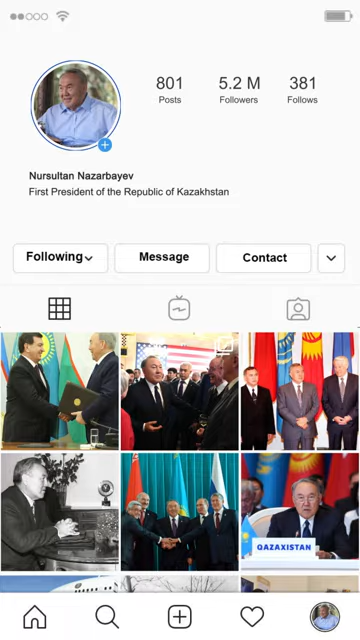 801
5.2 M
381
Posts
Followers
Follows
Nursultan Nazarbayev
First President of the Republic of Kazakhstan
Following
Message
Contact
QAZAXISTAN